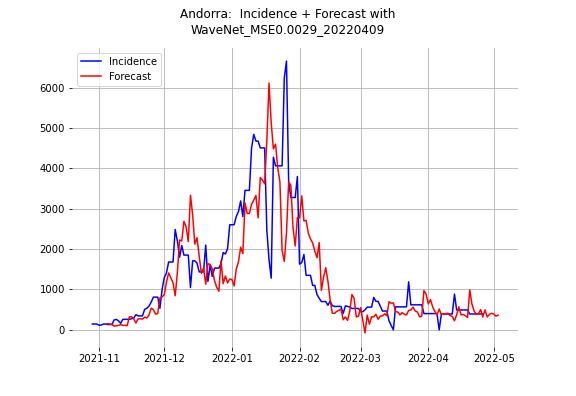 Andorra:  Incidence + Forecast with
WaveNet_MSE0.0029_20220409
Incidence
Forecast
6000
5000
4000
3000
2000
1000
0
2021-11 2021-12 2022-01 2022-02 2022-03 2022-04 2022-05